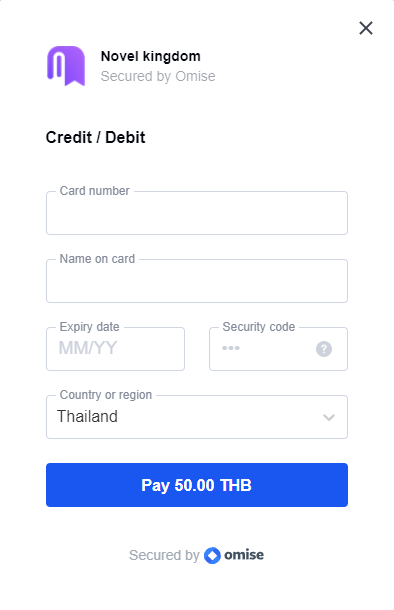 Novel kingdom
Secured by Omise
Credit / Debit
Card number
Name on card
Expiry date
MM/YY
Security code
•••
?
Country or region
Thailand
Pay 50.00 THB
Secured by omise